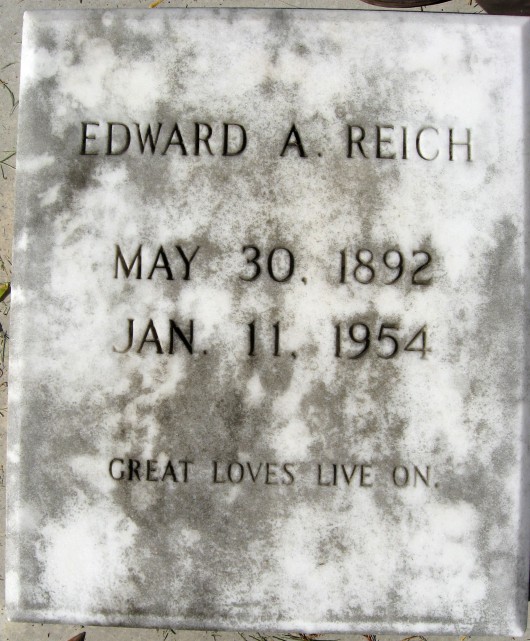 EDWARD A. REICH
MAY 30, 1892
JAN. 11, 1954
GREAT LOVES LIVE ON.